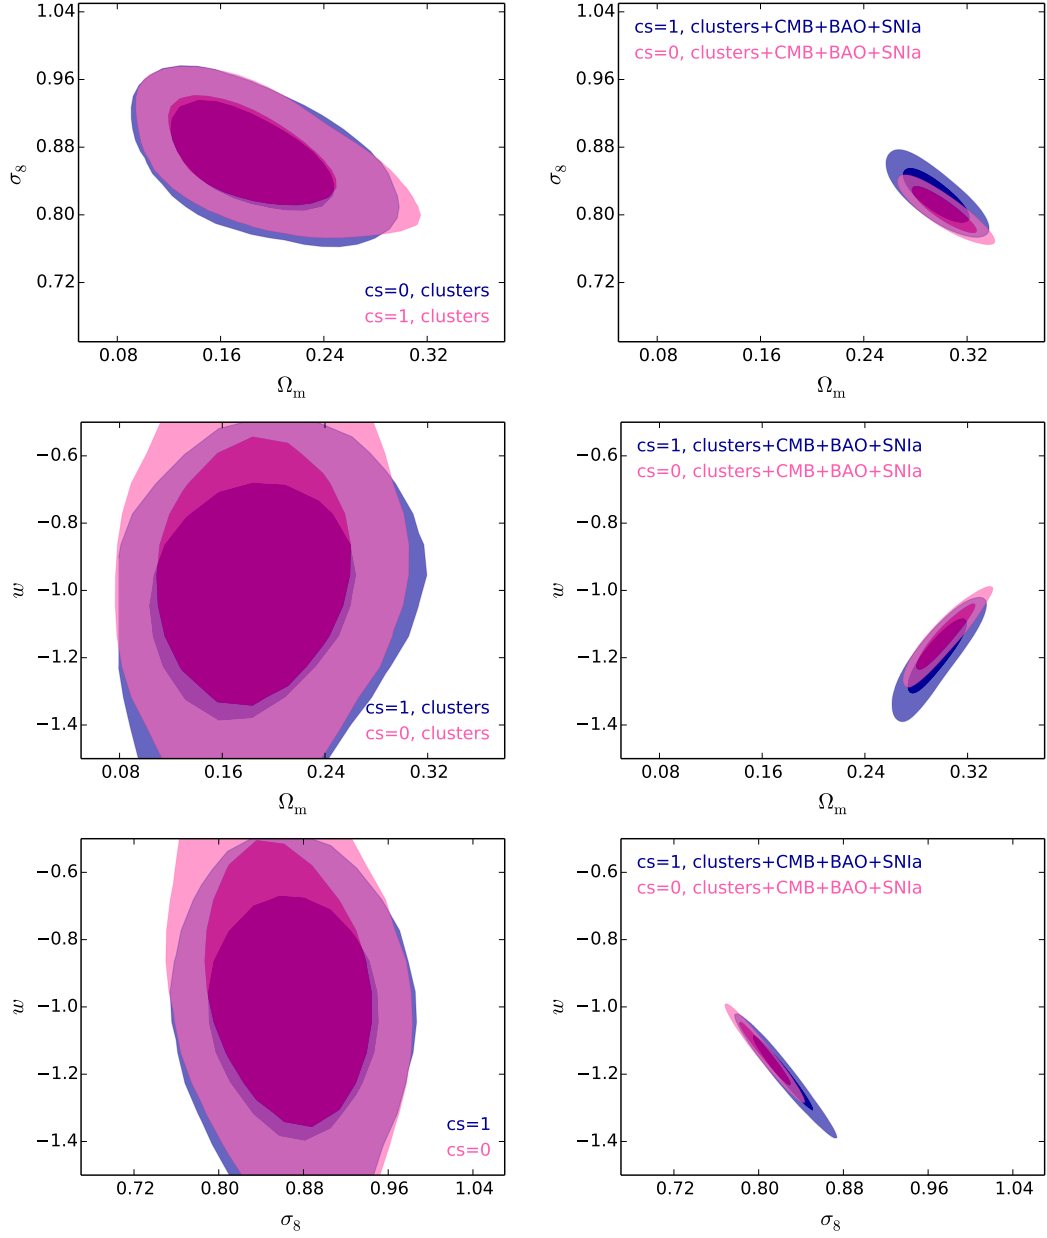 1.04
0.96
0.88
0.80
0.72
σ8
0.08 0.16 0.24 0.32
Ωm
cs=0, clusters
cs=1, clusters
1.04
0.96
0.88
0.80
0.72
σ8
0.08 0.16 0.24 0.32
Ωm
cs=1, clusters+CMB+BAO+SNIa
cs=0, clusters+CMB+BAO+SNIa
−0.6
−0.8
−1.0
−1.2
−1.4
w
0.08 0.16 0.24 0.32
Ωm
cs=1, clusters
cs=0, clusters
−0.6
−0.8
−1.0
−1.2
−1.4
w
0.08 0.16 0.24 0.32
Ωm
cs=1, clusters+CMB+BAO+SNIa
cs=0, clusters+CMB+BAO+SNIa
−0.6
−0.8
−1.0
−1.2
−1.4
w
0.72 0.80 0.88 0.96 1.04
σ8
cs=1
cs=0
−0.6
−0.8
−1.0
−1.2
−1.4
w
0.72 0.80 0.88 0.96 1.04
σ8
cs=1, clusters+CMB+BAO+SNIa
cs=0, clusters+CMB+BAO+SNIa